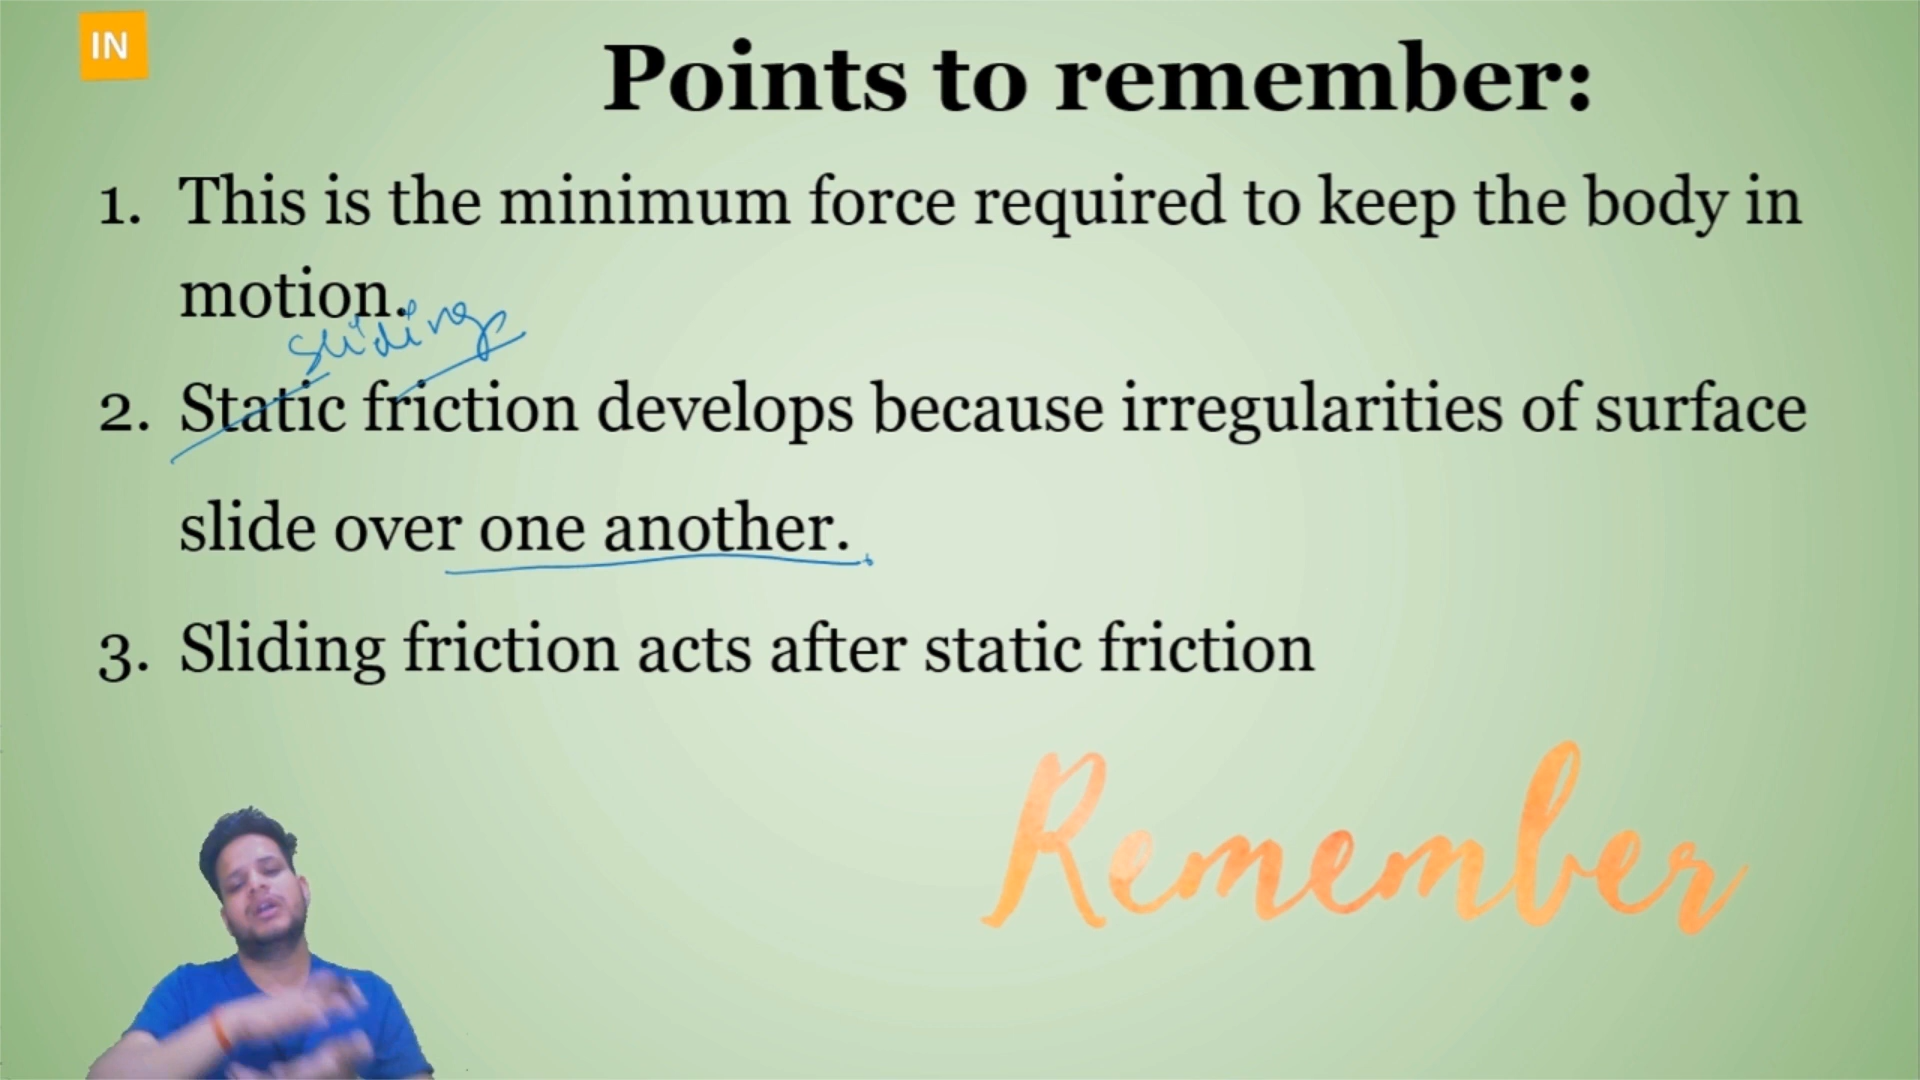 IN
Points to remember:
1. This is the minimum force required to keep the body in
motion.
sliding
2. Static friction develops because irregularities of surface
slide over one another.
3. Sliding friction acts after static friction
Remember